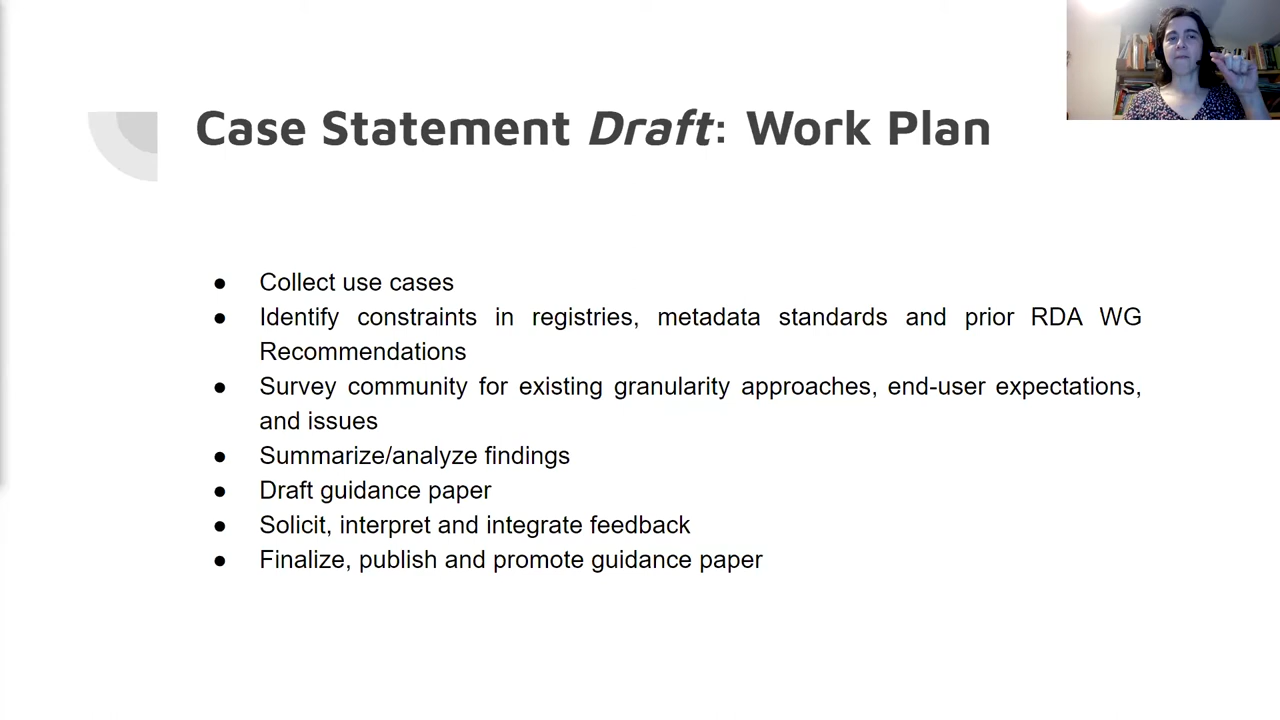 Case Statement Draft: Work Plan
● Collect use cases
● Identify constraints in registries, metadata standards and prior RDA WG
Recommendations
● Survey community for existing granularity approaches, end-user expectations,
and issues
● Summarize/analyze findings
● Draft guidance paper
● Solicit, interpret and integrate feedback
● Finalize, publish and promote guidance paper